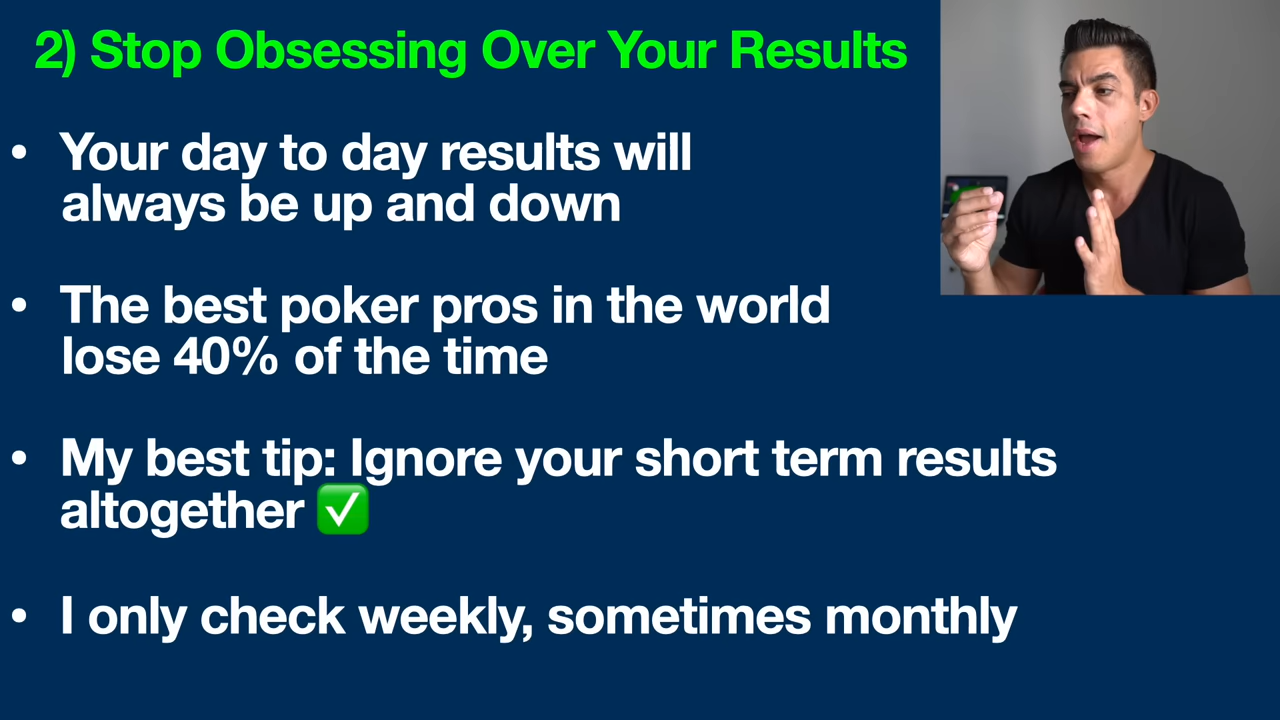 2) Stop Obsessing Over Your Results
• Your day to day results will
always be up and down
• The best poker pros in the world
lose 40% of the time
• My best tip: Ignore your short term results
altogether ✅
• I only check weekly, sometimes monthly